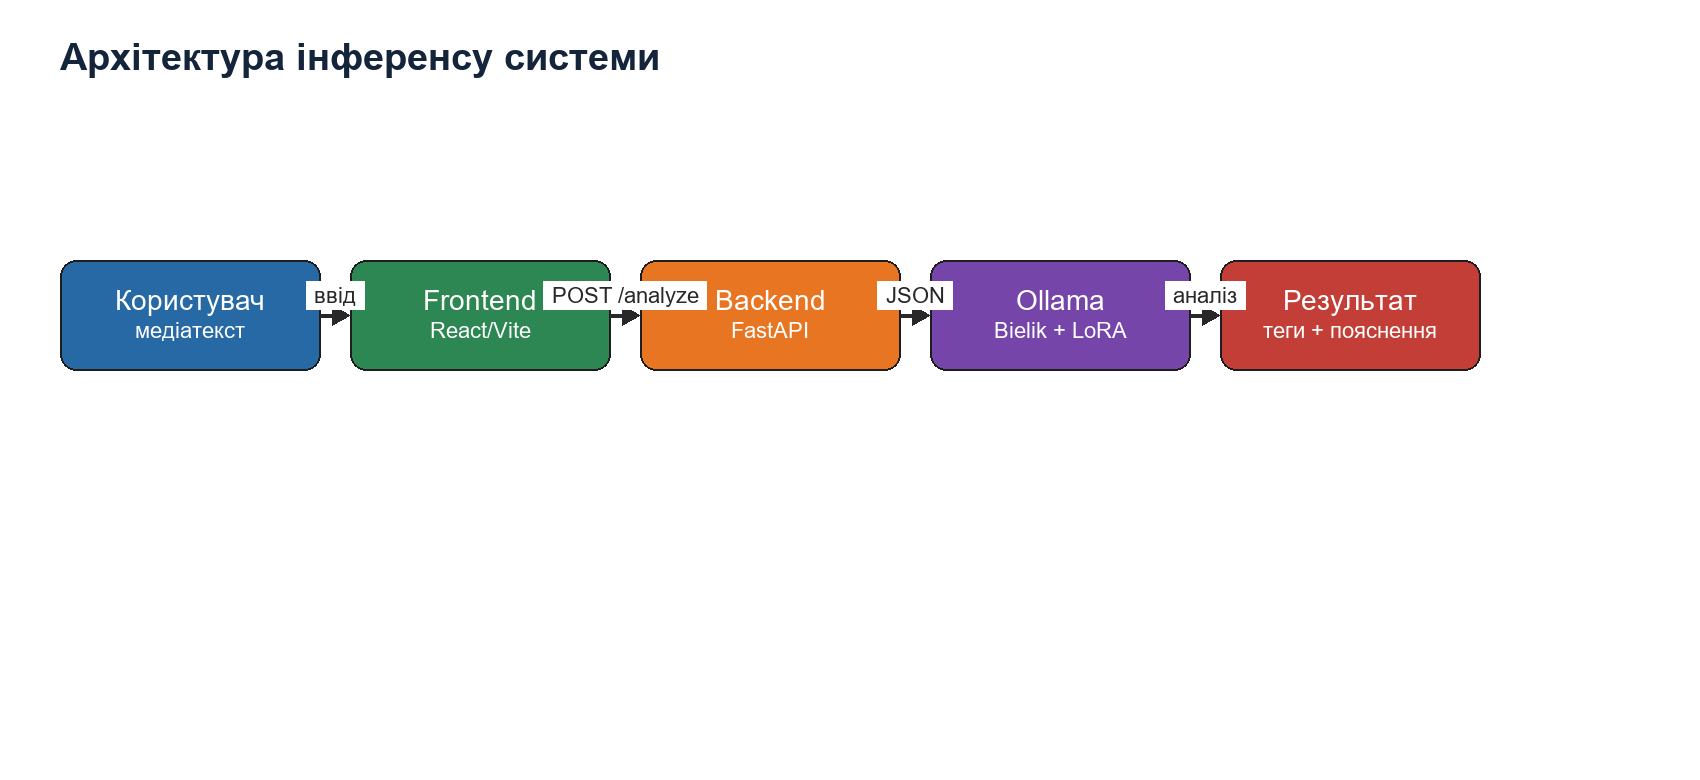 Архітектура інференсу системи
Користувач
медіатекст
ввід
Frontend
React/Vite
POST /analyze
Backend
FastAPI
JSON
Ollama
Bielik + LoRA
аналіз
Результат
теги + пояснення